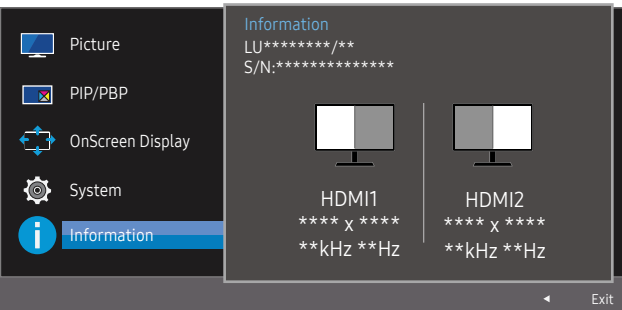 Picture
PIP/PBP
OnScreen Display
System
Information
Information
LU********/**
S/N:**************
HDMI1
**** x ****
**kHz **Hz
HDMI2
**** x ****
**kHz **Hz
Exit